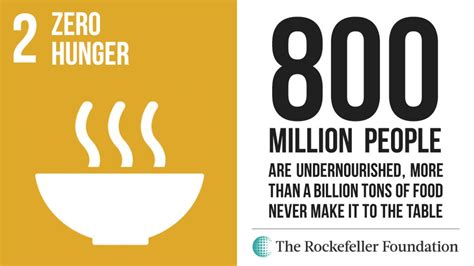 2 ZERO
HUNGER
800
MILLION PEOPLE
ARE UNDERNOURISHED, MORE
THAN A BILLION TONS OF FOOD
NEVER MAKE IT TO THE TABLE
The Rockefeller Foundation